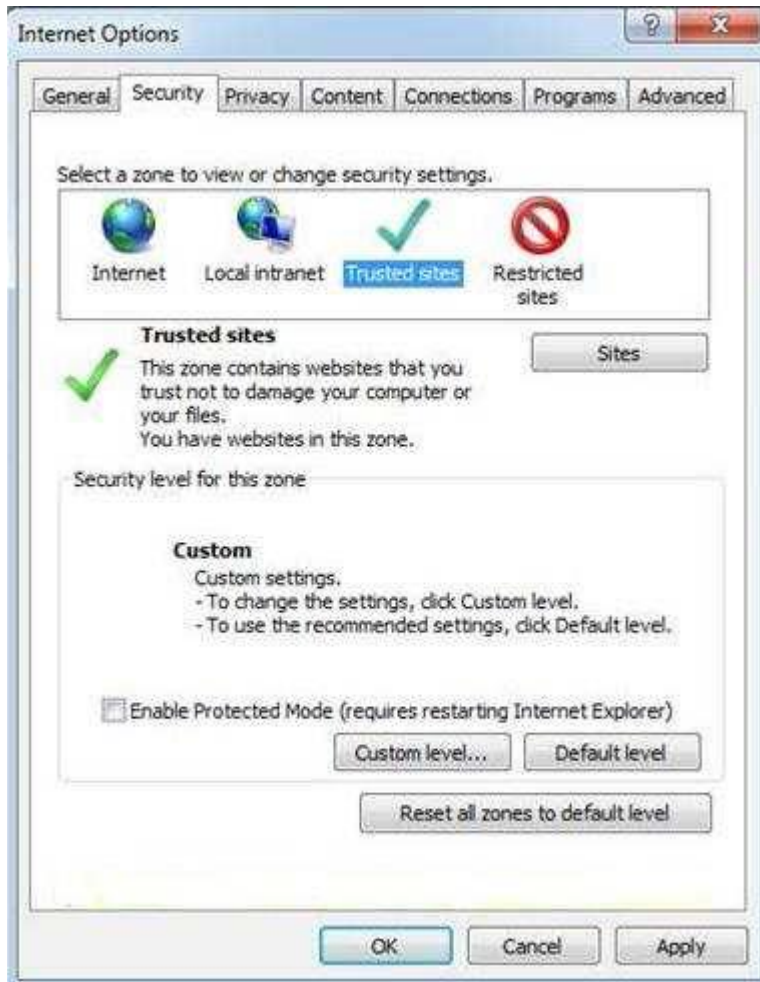 Internet Options
General Security Privacy Content Connections Programs Advanced
Select a zone to view or change security settings.
Internet Local intranet Trusted sites Restricted sites
Trusted sites
Sites
This zone contains websites that you
trust not to damage your computer or
your files.
You have websites in this zone.
Security level for this zone
Custom
Custom settings.
- To change the settings, click Custom level.
- To use the recommended settings, click Default level.
Enable Protected Mode (requires restarting Internet Explorer)
Custom level... Default level
Reset all zones to default level
OK Cancel Apply